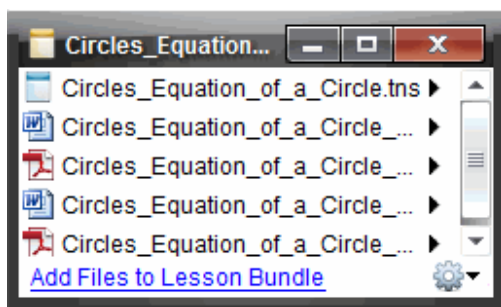 Circles_Equation...
Circles_Equation_of_a_Circle.tns
Circles_Equation_of_a_Circle_...
Circles_Equation_of_a_Circle_...
Circles_Equation_of_a_Circle_...
Circles_Equation_of_a_Circle_...
Add Files to Lesson Bundle